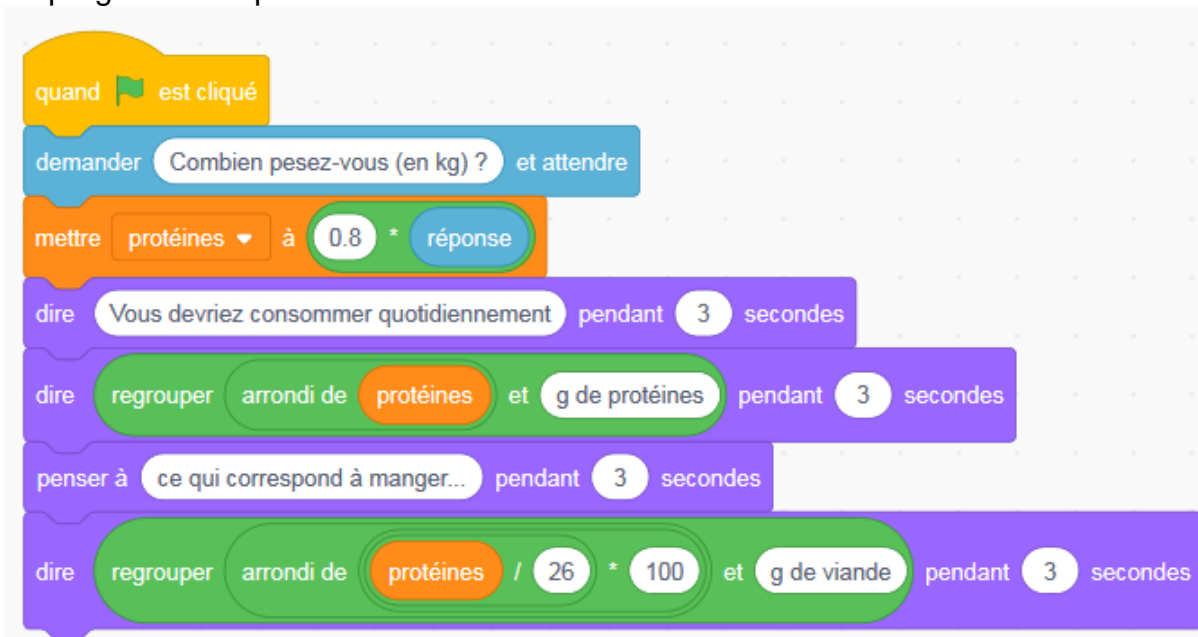 quand est cliqué
demander Combien pesez-vous (en kg) ? et attendre
mettre protéines à 0.8 * réponse
dire Vous devriez consommer quotidiennement pendant 3 secondes
dire regrouper arrondi de protéines et g de protéines pendant 3 secondes
penser à ce qui correspond à manger... pendant 3 secondes
dire regrouper arrondi de protéines / 26 * 100 et g de viande pendant 3 secondes